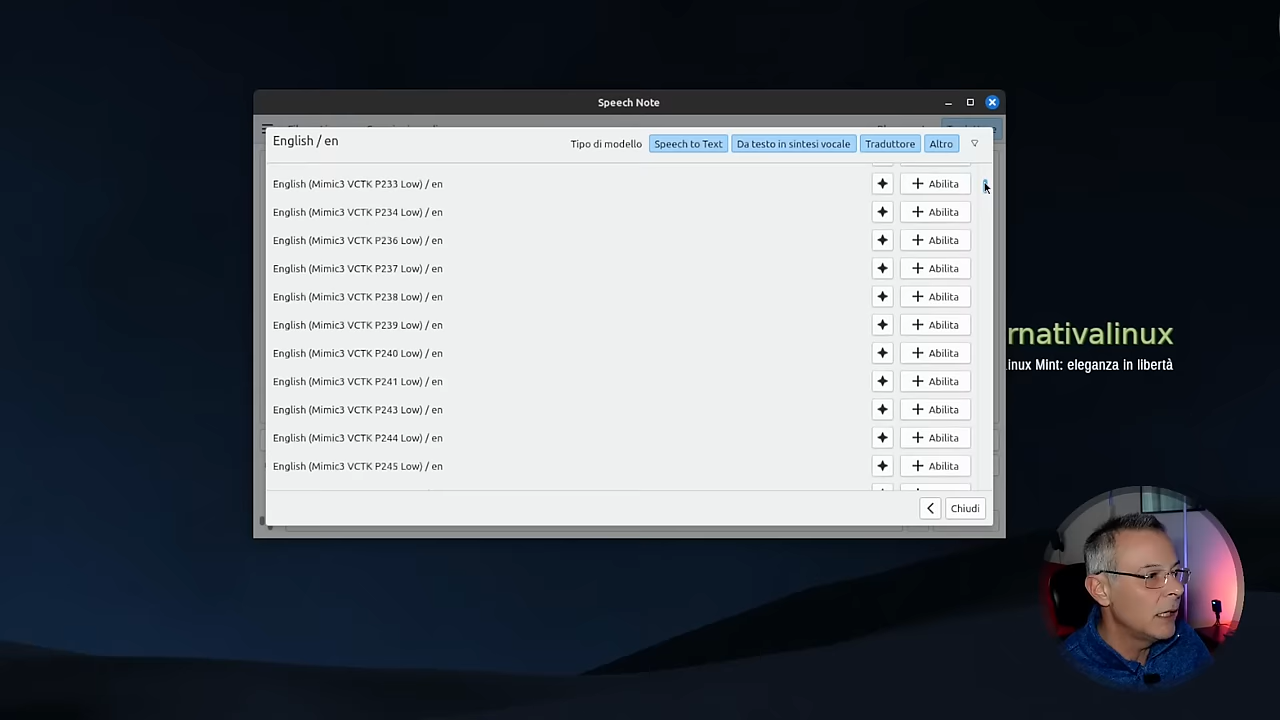 Speech Note
English / en
Tipo di modello Speech to Text Da testo in sintesi vocale Traduttore Altro
English (Mimic3 VCTK P233 Low) / en Abilita
English (Mimic3 VCTK P234 Low) / en Abilita
English (Mimic3 VCTK P236 Low) / en Abilita
English (Mimic3 VCTK P237 Low) / en Abilita
English (Mimic3 VCTK P238 Low) / en Abilita
English (Mimic3 VCTK P239 Low) / en Abilita
English (Mimic3 VCTK P240 Low) / en Abilita
English (Mimic3 VCTK P241 Low) / en Abilita
English (Mimic3 VCTK P243 Low) / en Abilita
English (Mimic3 VCTK P244 Low) / en Abilita
English (Mimic3 VCTK P245 Low) / en Abilita
Chiudi
rnativalinux
inux Mint: eleganza in libertà